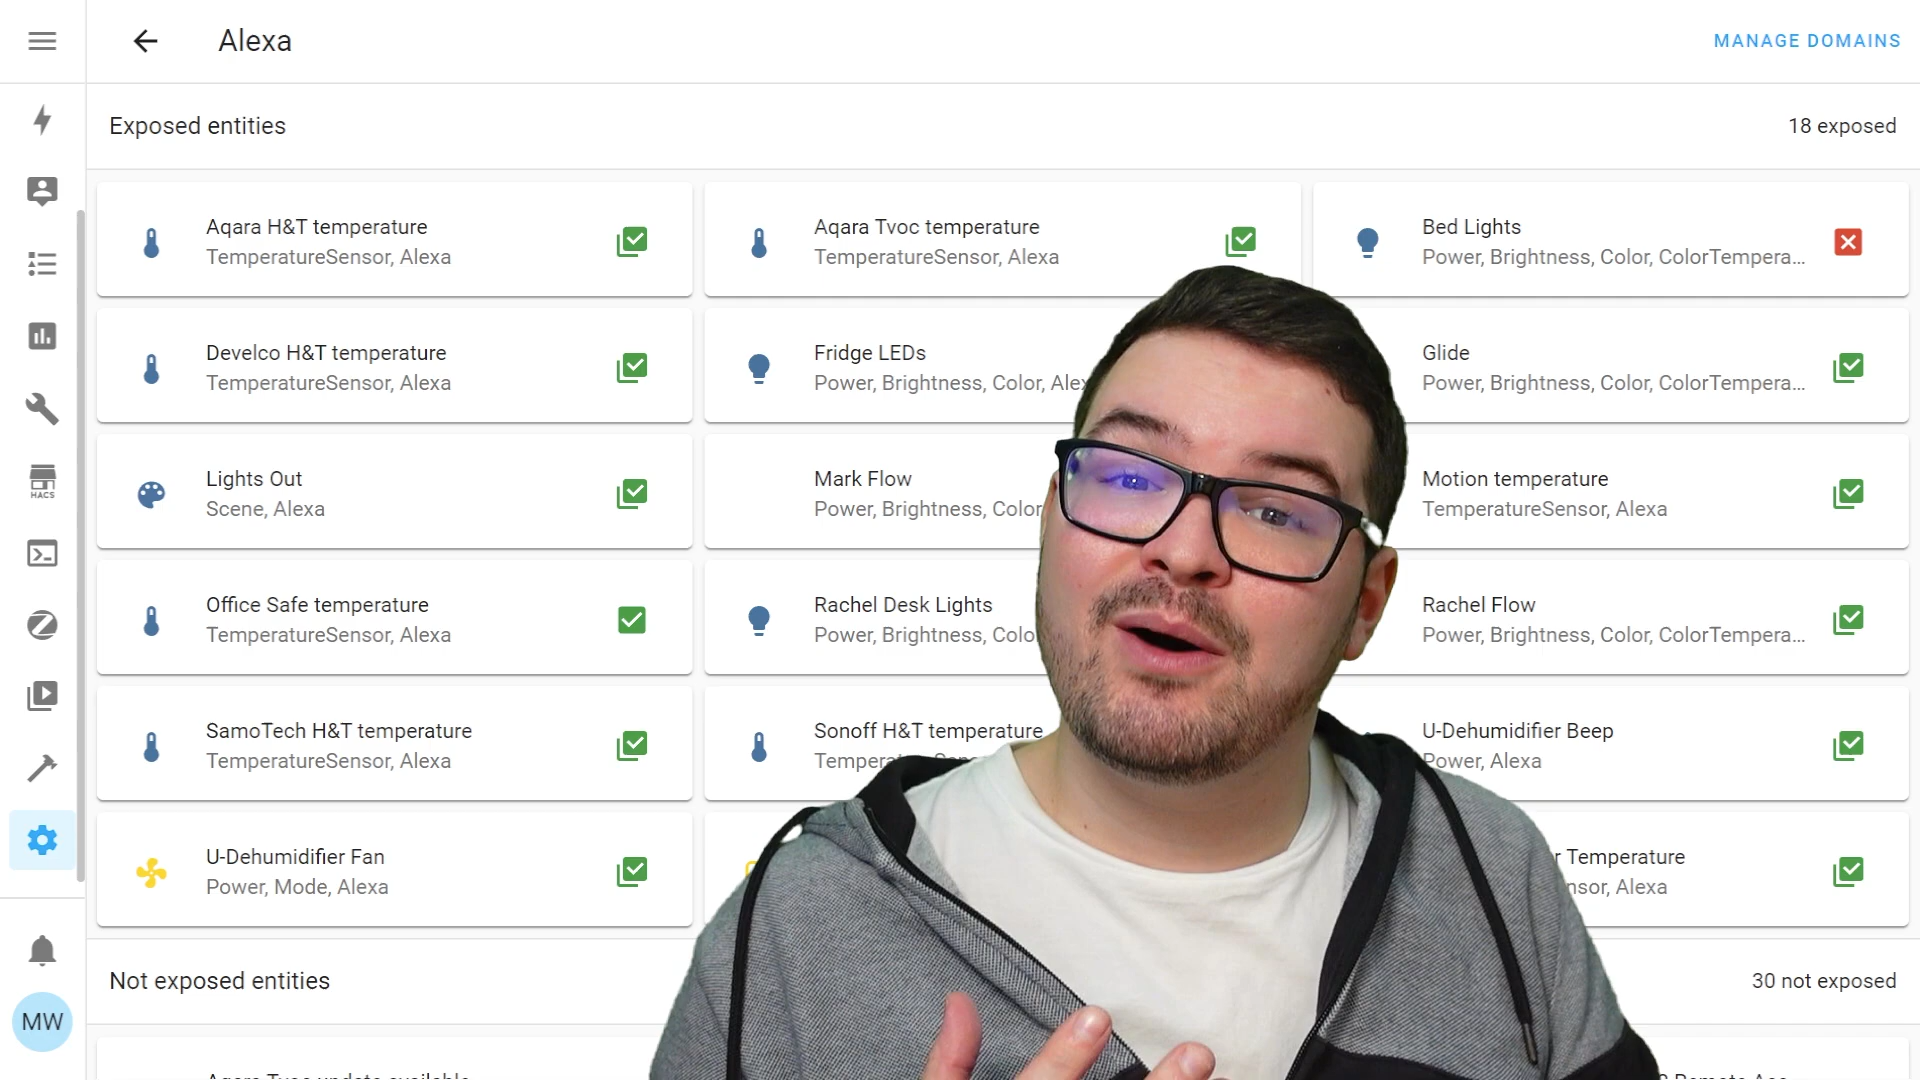 Alexa
MANAGE DOMAINS
Exposed entities
18 exposed
Aqara H&T temperature
TemperatureSensor, Alexa
Aqara Tvoc temperature
TemperatureSensor, Alexa
Bed Lights
Power, Brightness, Color, ColorTempera...
Develco H&T temperature
TemperatureSensor, Alexa
Fridge LEDs
Power, Brightness, Color,
Glide
Power, Brightness, Color, ColorTempera...
Lights Out
Scene, Alexa
Mark Flow
Power, Brightness, Color
Motion temperature
TemperatureSensor, Alexa
Office Safe temperature
TemperatureSensor, Alexa
Rachel Desk Lights
Power, Brightness,
Rachel Flow
Power, Brightness, Color, ColorTempera...
SamoTech H&T temperature
TemperatureSensor, Alexa
Sonoff H&T temperature
U-Dehumidifier Beep
Power, Alexa
U-Dehumidifier Fan
Power, Mode, Alexa
Temperature
Alexa
Not exposed entities
30 not exposed
HACS
MW